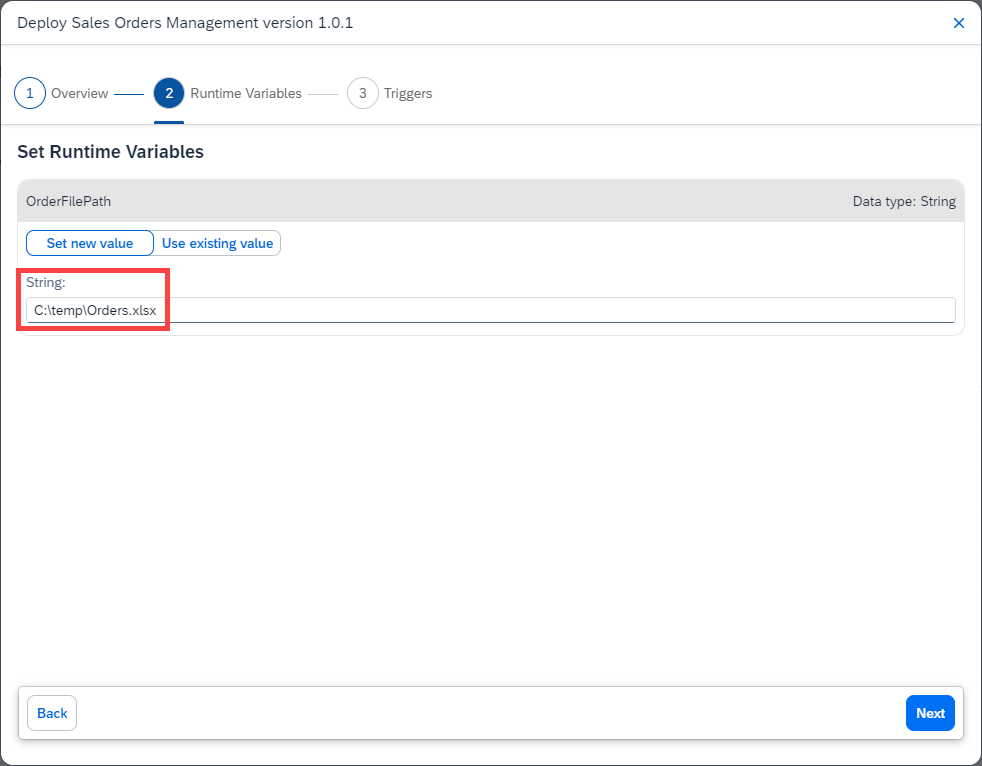 Deploy Sales Orders Management version 1.0.1
1 Overview 2 Runtime Variables 3 Triggers
Set Runtime Variables
OrderFilePath Data type: String
Set new value Use existing value
String:
C:\temp\Orders.xlsx
Back Next